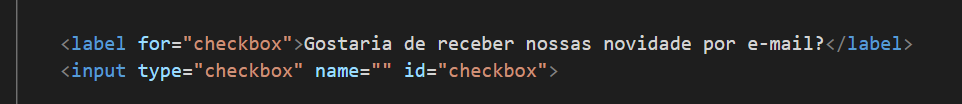 <label for="checkbox">Gostaria de receber nossas novidade por e-mail?</label>
<input type="checkbox" name="" id="checkbox">